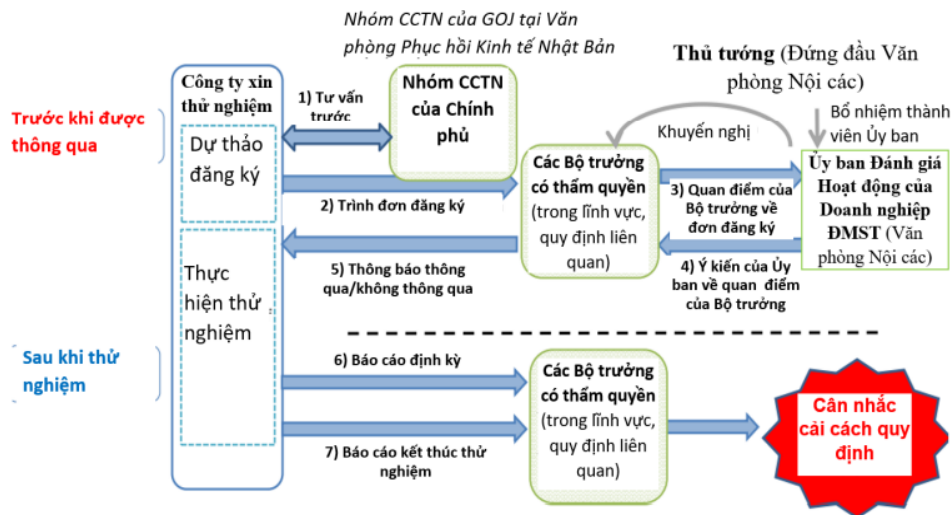 Nhóm CCTN của GOJ tại Văn
phòng Phục hồi Kinh tế Nhật Bản
Thủ tướng (Đứng đầu Văn
phòng Nội các)
Công ty xin
thử nghiệm
Nhóm CCTN
của Chính
phủ
1) Tư vấn
trước
Trước khi được
thông qua
Dự thảo
đăng ký
Khuyến nghị
Bổ nhiệm thành
viên Ủy ban
Các Bộ trưởng
có thẩm quyền
(trong lĩnh vực,
quy định liên
quan)
Ủy ban Đánh giá
Hoạt động của
Doanh nghiệp
ĐMST (Văn
phòng Nội các)
2) Trình đơn đăng ký
3) Quan điểm của
Bộ trưởng về
đơn đăng ký
4) Ý kiến của Ủy
ban về quan điểm
của Bộ trưởng
5) Thông báo thông
qua/không thông qua
Thực
hiện thử
nghiệm
Sau khi thử
nghiệm
6) Báo cáo định kỳ
Các Bộ trưởng
có thẩm quyền
(trong lĩnh vực,
quy định liên
quan)
7) Báo cáo kết thúc thử
nghiệm
Cân nhắc
cải cách quy
định